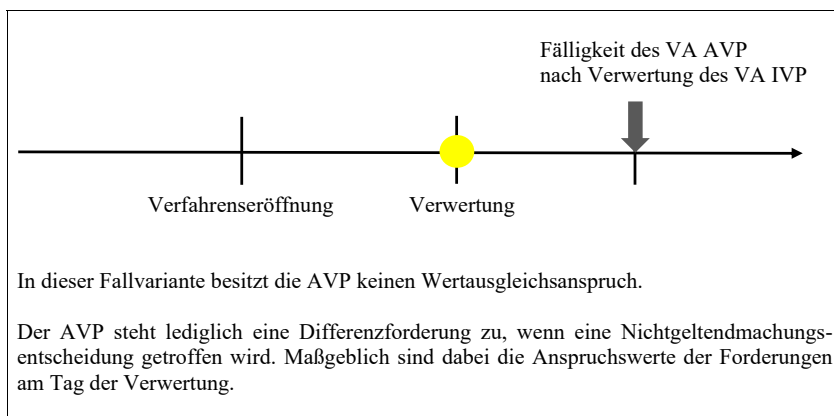 Fälligkeit des VA AVP
nach Verwertung des VA IVP
Verfahrenseröffnung
Verwertung
In dieser Fallvariante besitzt die AVP keinen Wertausgleichsanspruch.
Der AVP steht lediglich eine Differenzforderung zu, wenn eine Nichtgeltendmachungs-
entscheidung getroffen wird. Maßgeblich sind dabei die Anspruchswerte der Forderungen
am Tag der Verwertung.